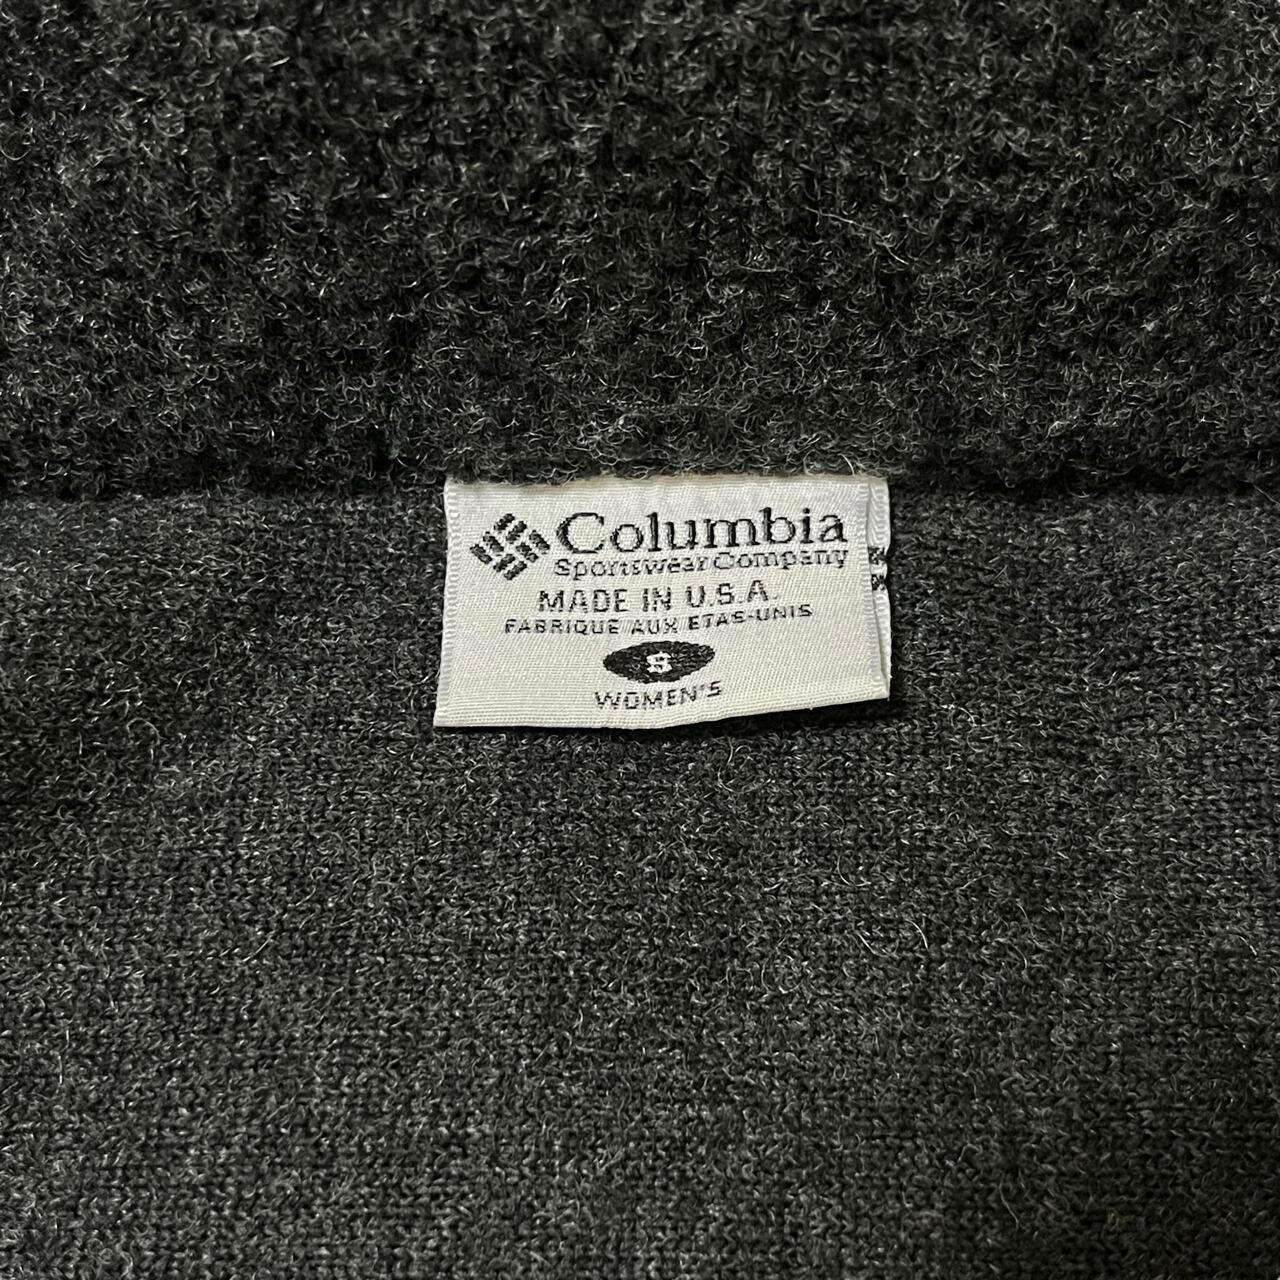 Columbia
Sportswear Company
MADE IN U.S.A.
FABRIQUE AUX ETAS-UNIS
S
WOMEN'S